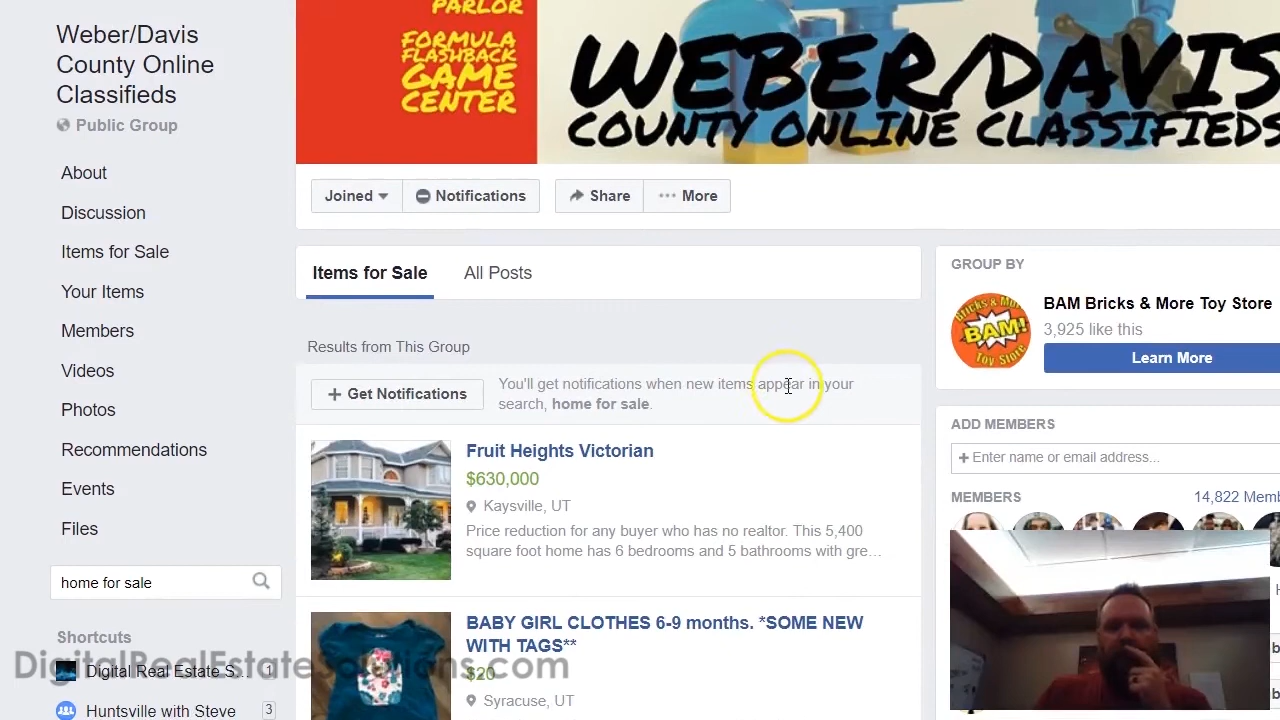 Weber/Davis
County Online
Classifieds
Public Group
About
Discussion
Items for Sale
Your Items
Members
Videos
Photos
Recommendations
Events
Files
home for sale
Shortcuts
Digital Real Estate S...
1
Huntsville with Steve
3
PARLOR
FORMULA
FLASHBACK
GAME
CENTER
WEBER/DAVIS
COUNTY ONLINE CLASSIFIEDS
Joined
Notifications
Share
More
Items for Sale
All Posts
Results from This Group
+ Get Notifications
You'll get notifications when new items appear in your
search, home for sale.
Fruit Heights Victorian
$630,000
Kaysville, UT
Price reduction for any buyer who has no realtor. This 5,400
square foot home has 6 bedrooms and 5 bathrooms with gre...
BABY GIRL CLOTHES 6-9 months. *SOME NEW
WITH TAGS**
$20
Syracuse, UT
GROUP BY
Bricks & More
BAM!
Toy Store
BAM Bricks & More Toy Store
3,925 like this
Learn More
ADD MEMBERS
+ Enter name or email address...
MEMBERS
14,822
DigitalRealEstateSolutions.com